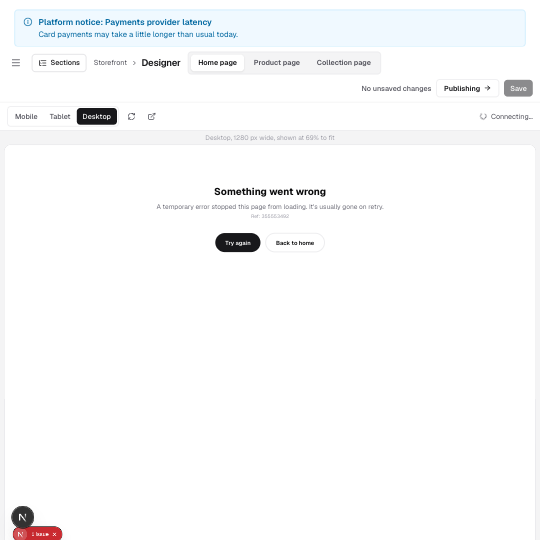 Platform notice: Payments provider latency
Card payments may take a little longer than usual today.
Sections
Storefront > Designer
Home page
Product page
Collection page
No unsaved changes
Publishing →
Save
Mobile
Tablet
Desktop
Connecting…
Desktop, 1280 px wide, shown at 69% to fit
Something went wrong
A temporary error stopped this page from loading. It's usually gone on retry.
Try again
Back to home
N
N 1 Issue x